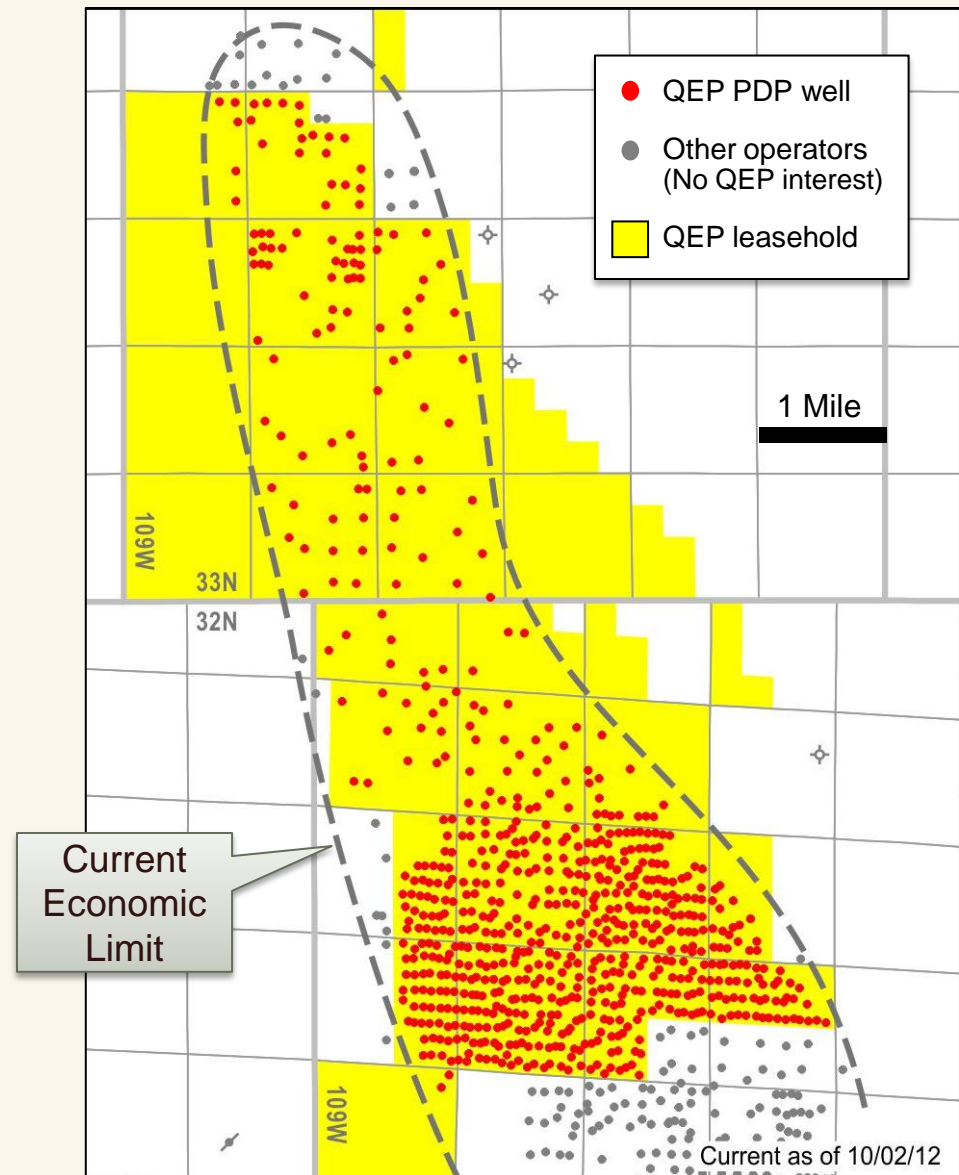 QEP PDP well
Other operators
(No QEP interest)
QEP leasehold
1 Mile
109W
33N
32N
Current
Economic
Limit
109W
Current as of 10/02/12